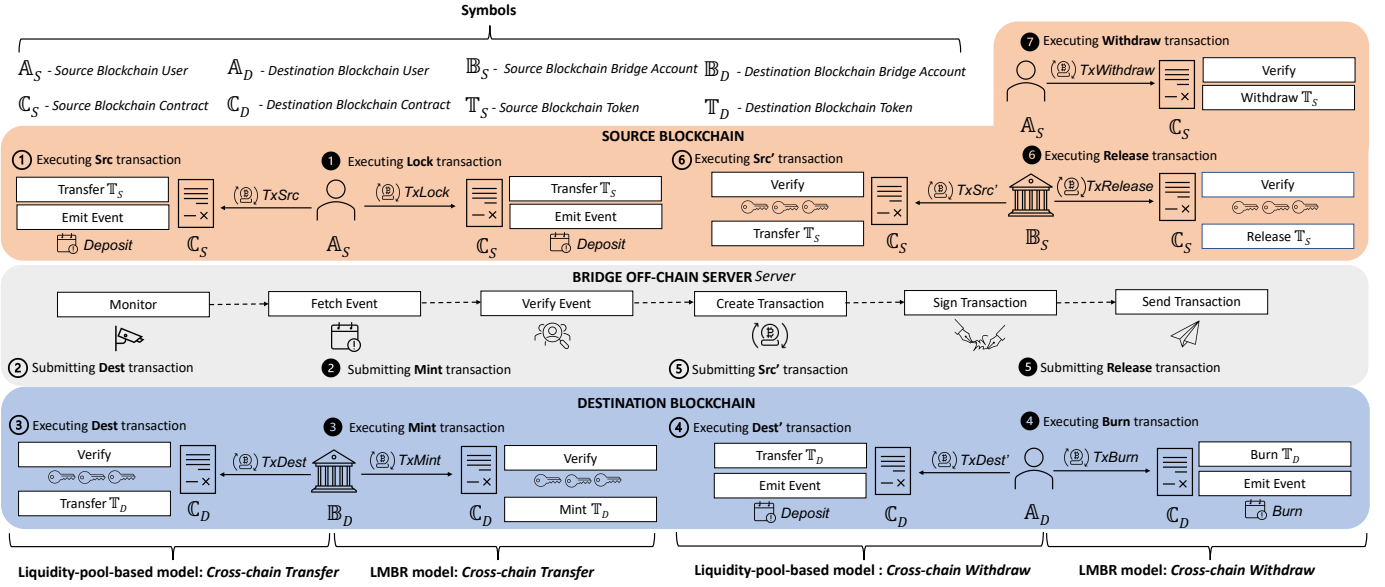 Symbols
𝔸S - Source Blockchain User
𝔸D - Destination Blockchain User
𝔹S - Source Blockchain Bridge Account
𝔹D - Destination Blockchain Bridge Account
ℂS - Source Blockchain Contract
ℂD - Destination Blockchain Contract
𝕋S - Source Blockchain Token
𝕋D - Destination Blockchain Token
7 Executing Withdraw transaction
TxWithdraw
Verify
Withdraw 𝕋S
𝔸S
ℂS
SOURCE BLOCKCHAIN
1 Executing Src transaction
Transfer 𝕋S
Emit Event
Deposit
ℂS
TxSrc
1 Executing Lock transaction
𝔸S
TxLock
ℂS
Transfer 𝕋S
Emit Event
Deposit
6 Executing Src' transaction
Verify
Transfer 𝕋S
ℂS
TxSrc'
𝔹S
6 Executing Release transaction
TxRelease
ℂS
Verify
Release 𝕋S
BRIDGE OFF-CHAIN SERVER Server
Monitor
Fetch Event
Verify Event
Create Transaction
Sign Transaction
Send Transaction
2 Submitting Dest transaction
2 Submitting Mint transaction
5 Submitting Src' transaction
5 Submitting Release transaction
DESTINATION BLOCKCHAIN
3 Executing Dest transaction
Verify
Transfer 𝕋D
ℂD
TxDest
𝔹D
3 Executing Mint transaction
TxMint
ℂD
Verify
Mint 𝕋D
4 Executing Dest' transaction
Transfer 𝕋D
Emit Event
Deposit
ℂD
TxDest'
𝔸D
4 Executing Burn transaction
TxBurn
ℂD
Burn 𝕋D
Emit Event
Burn
Liquidity-pool-based model: Cross-chain Transfer
LMBR model: Cross-chain Transfer
Liquidity-pool-based model : Cross-chain Withdraw
LMBR model: Cross-chain Withdraw